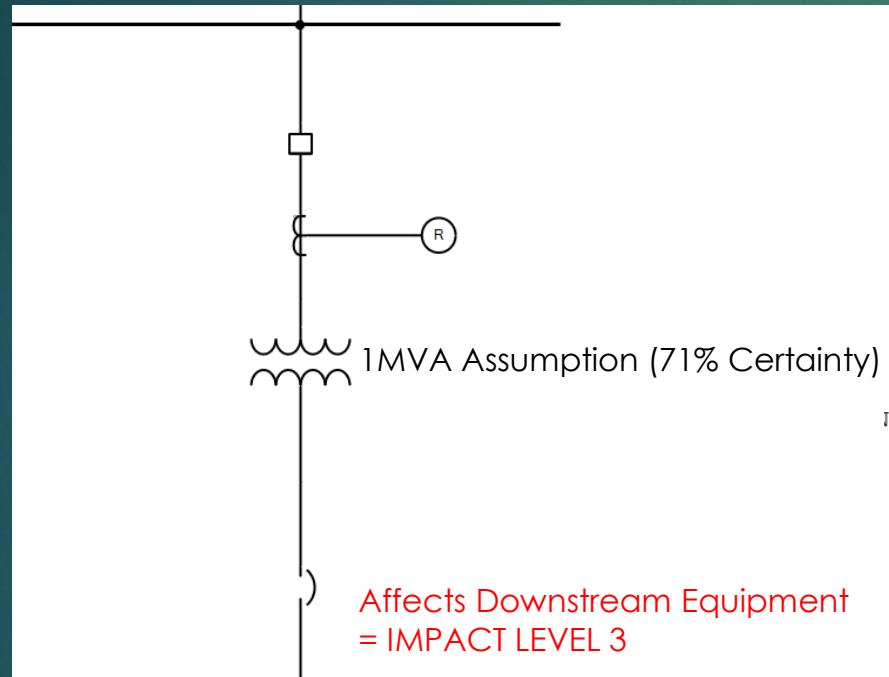 R
1MVA Assumption (71% Certainty)
Affects Downstream Equipment
= IMPACT LEVEL 3